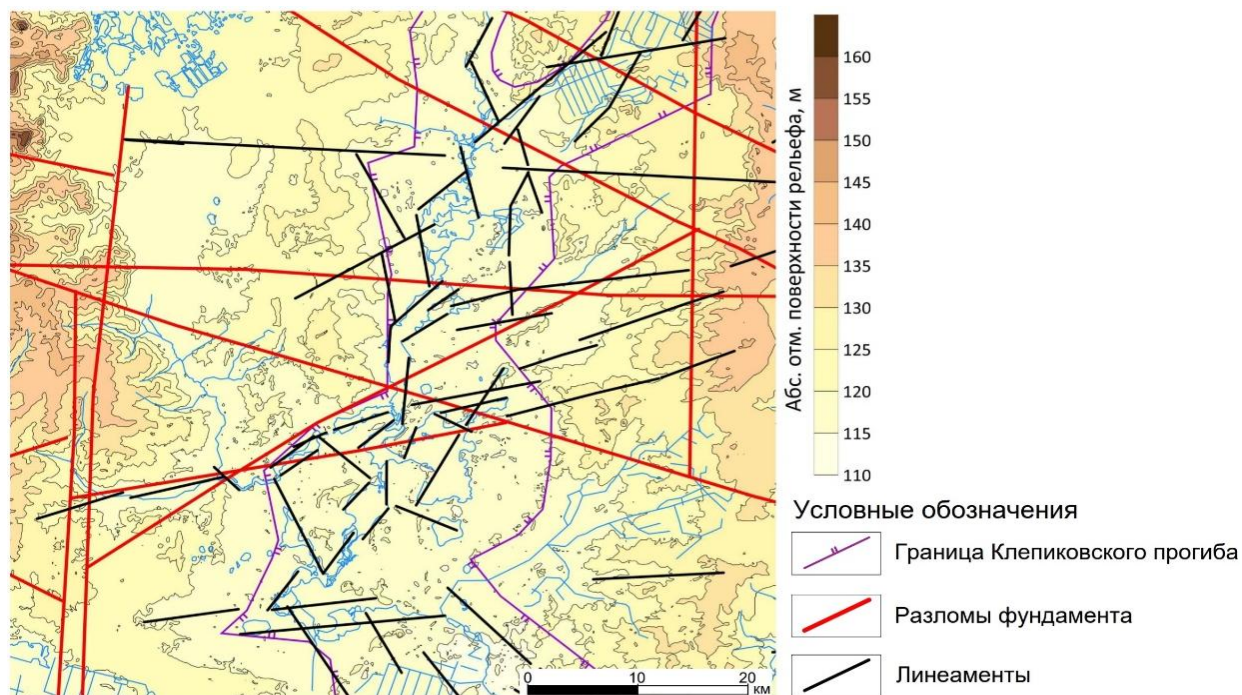 Абс. отм. поверхности рельефа, м
160
155
150
145
140
135
130
125
120
115
110
Условные обозначения
Граница Клепиковского прогиба
Разломы фундамента
Линеаменты
0 10 20
км